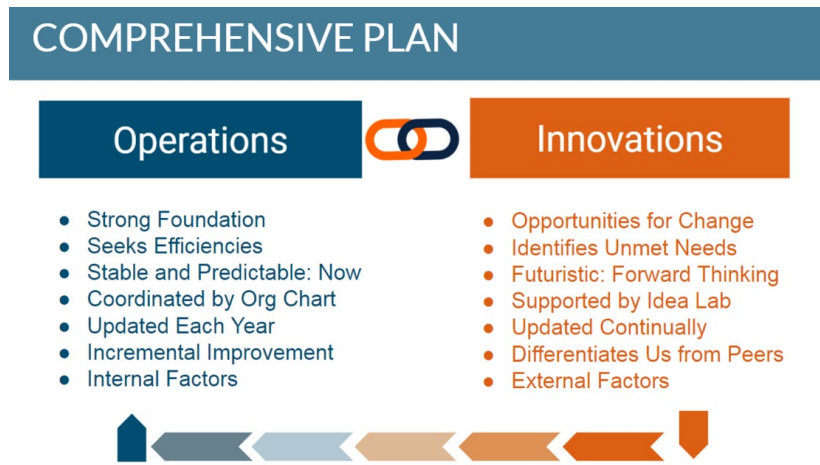 COMPREHENSIVE PLAN
Operations
● Strong Foundation
● Seeks Efficiencies
● Stable and Predictable: Now
● Coordinated by Org Chart
● Updated Each Year
● Incremental Improvement
● Internal Factors
Innovations
● Opportunities for Change
● Identifies Unmet Needs
● Futuristic: Forward Thinking
● Supported by Idea Lab
● Updated Continually
● Differentiates Us from Peers
● External Factors